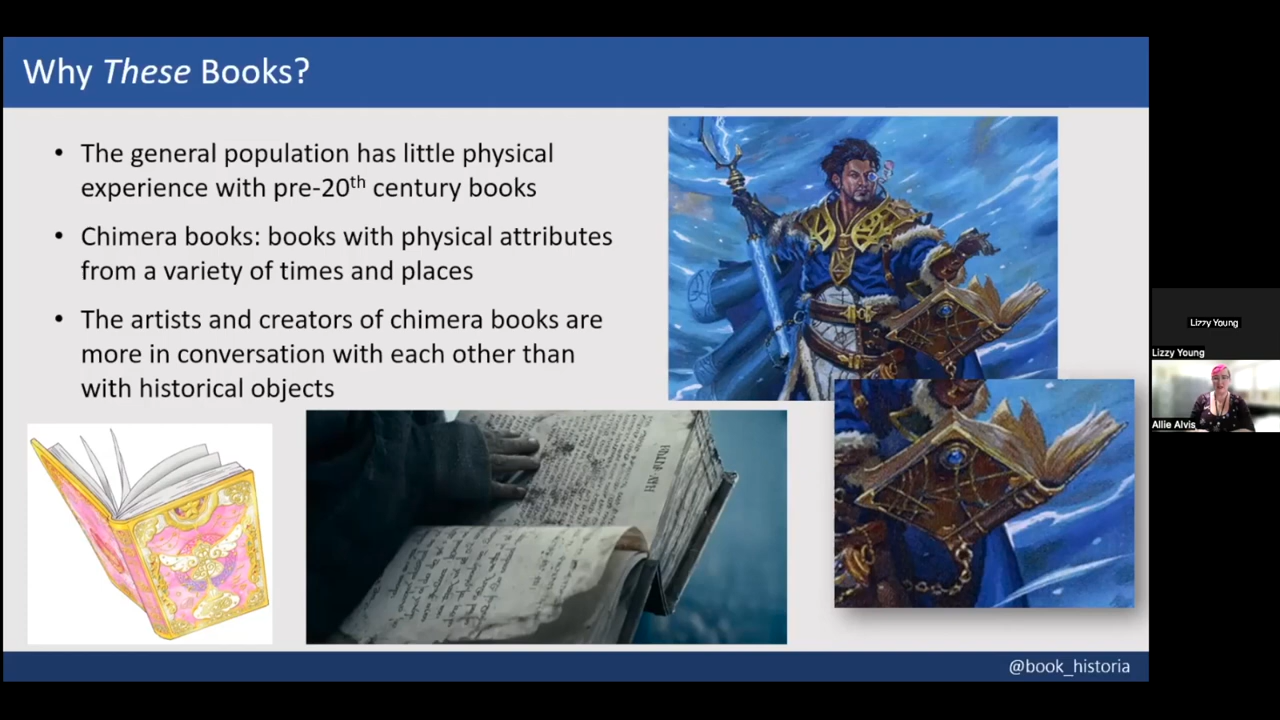 Why These Books?
• The general population has little physical
experience with pre-20th century books
• Chimera books: books with physical attributes
from a variety of times and places
• The artists and creators of chimera books are
more in conversation with each other than
with historical objects
@book_historia
Lizzy Young
Lizzy Young
Allie Alvis